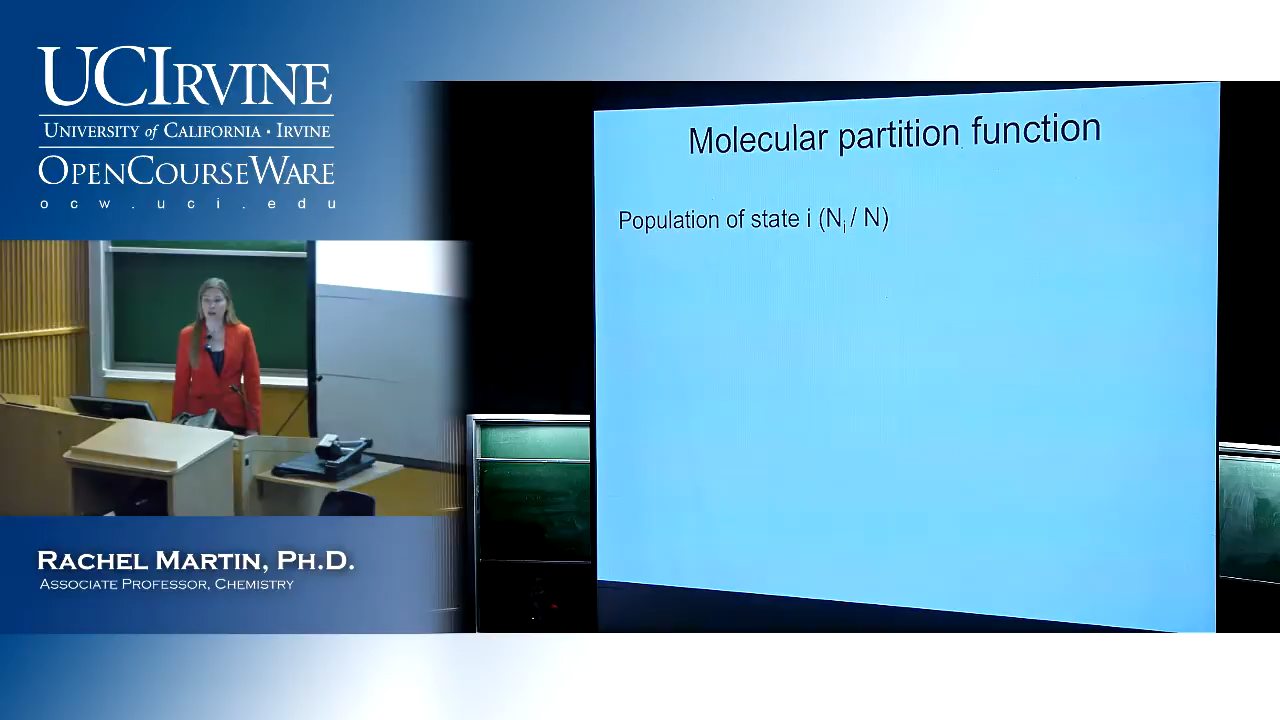 UCIRVINE
UNIVERSITY of CALIFORNIA · IRVINE
OPENCOURSEWARE
ocw.uci.edu
RACHEL MARTIN, PH.D.
ASSOCIATE PROFESSOR, CHEMISTRY
Molecular partition function
Population of state i (Ni / N)